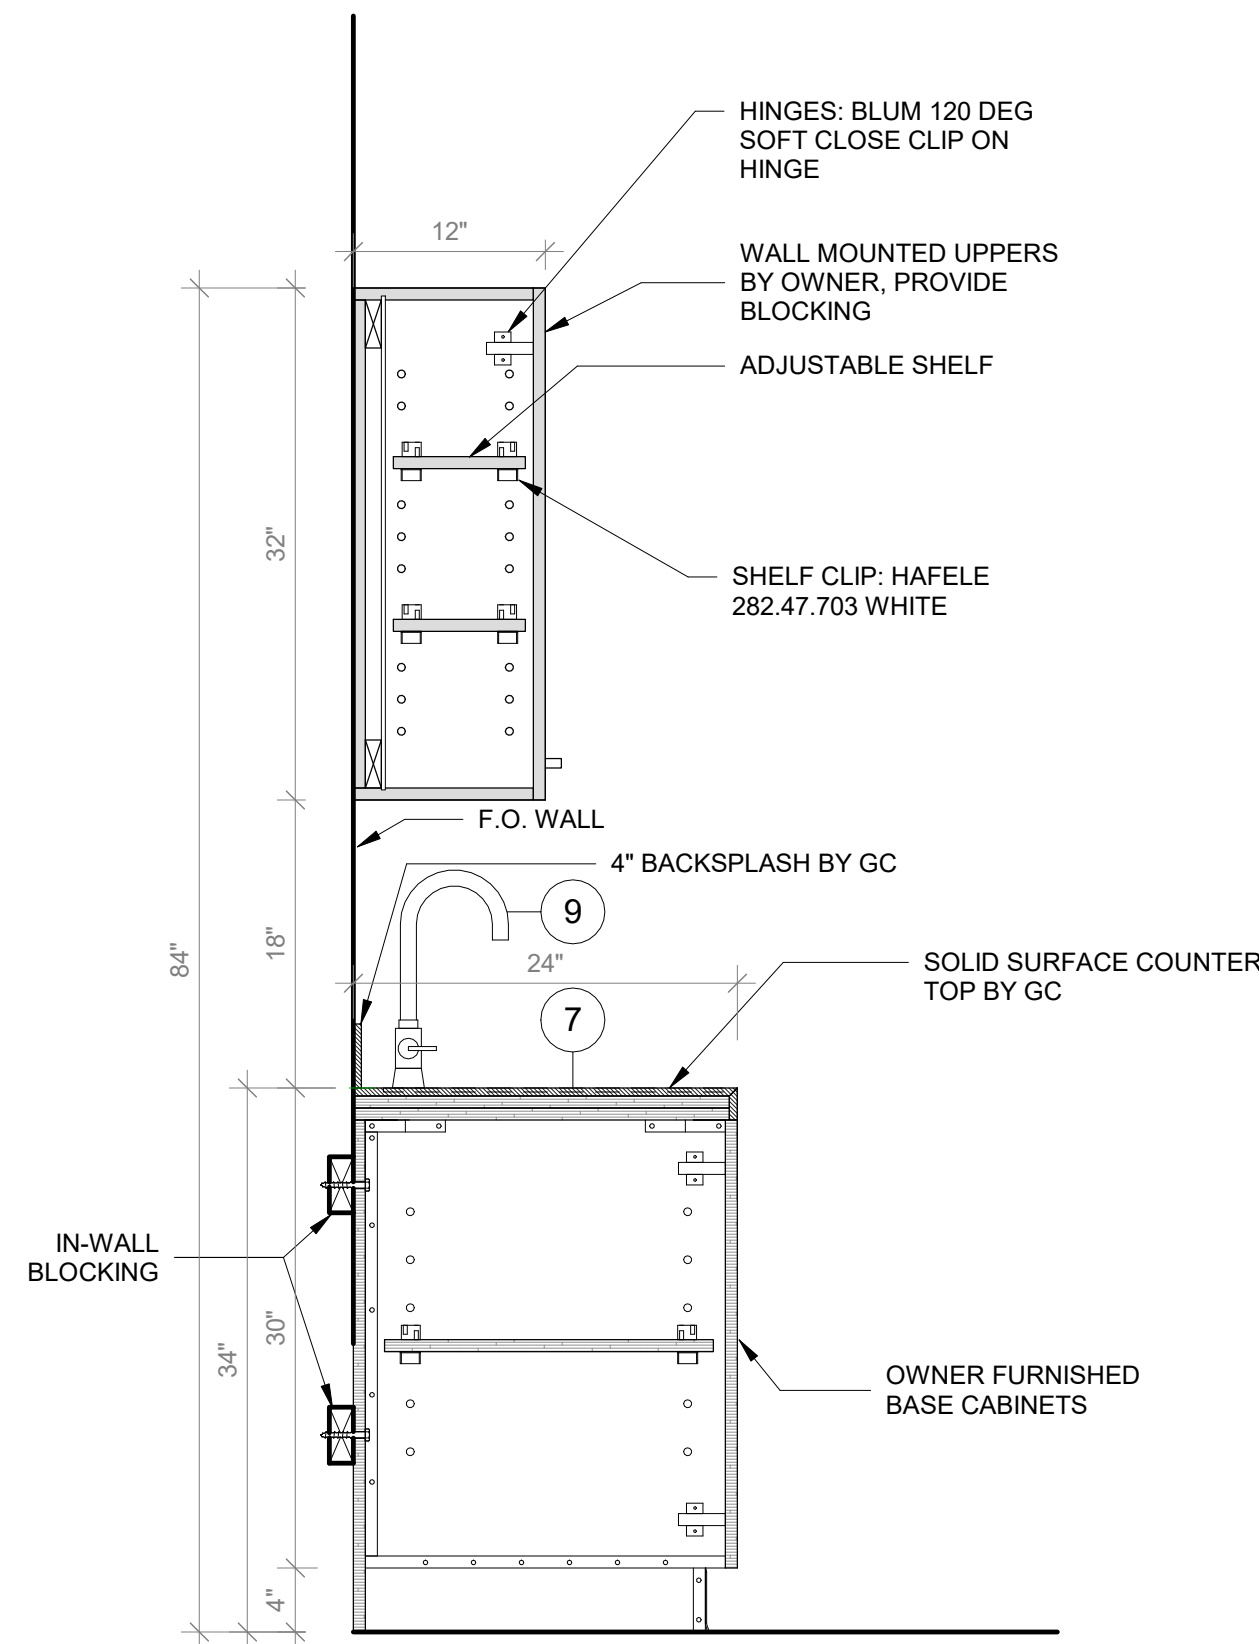 HINGES: BLUM 120 DEG
SOFT CLOSE CLIP ON
HINGE
12"
WALL MOUNTED UPPERS
BY OWNER, PROVIDE
BLOCKING
ADJUSTABLE SHELF
32"
SHELF CLIP: HAFELE
282.47.703 WHITE
F.O. WALL
4" BACKSPLASH BY GC
9
84"
18"
24"
SOLID SURFACE COUNTER
TOP BY GC
7
IN-WALL
BLOCKING
30"
34"
OWNER FURNISHED
BASE CABINETS
4"